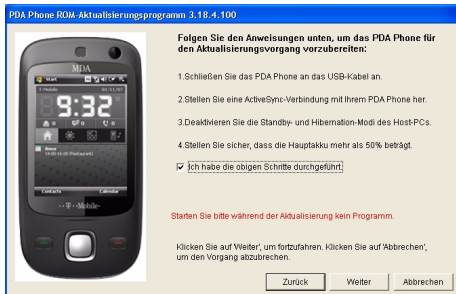 PDA Phone ROM-Aktualisierungsprogramm 3.18.4.100
Folgen Sie den Anweisungen unten, um das PDA Phone für
den Aktualisierungsvorgang vorzubereiten:
1.Schließen Sie das PDA Phone an das USB-Kabel an.
2.Stellen Sie eine ActiveSync-Verbindung mit Ihrem PDA Phone her.
3.Deaktivieren Sie die Standby- und Hibernation-Modi des Host-PCs.
4.Stellen Sie sicher, dass die Hauptakku mehr als 50% beträgt.
Ich habe die obigen Schritte durchgeführt
Starten Sie bitte während der Aktualisierung kein Programm.
Klicken Sie auf 'Weiter', um fortzufahren. Klicken Sie auf 'Abbrechen',
um den Vorgang abzubrechen.
Zurück Weiter Abbrechen
MDA
Start
T-Mobile
9:32
Contacts Calendar
T Mobile